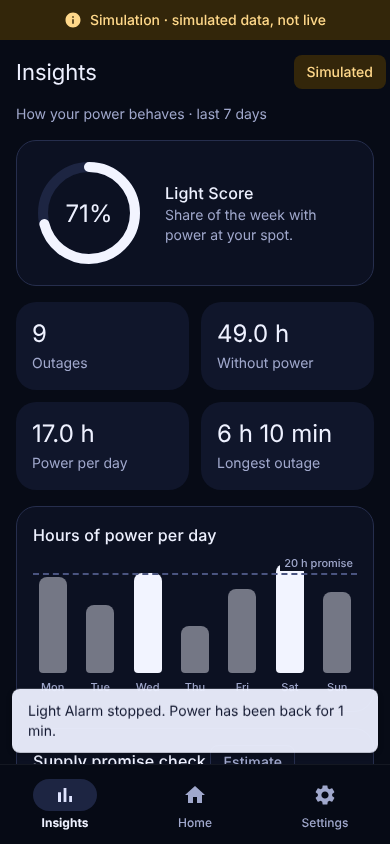 Simulation · simulated data, not live
Insights
Simulated
How your power behaves · last 7 days
71%
Light Score
Share of the week with
power at your spot.
9
Outages
49.0 h
Without power
17.0 h
Power per day
6 h 10 min
Longest outage
Hours of power per day
20 h promise
Mon Tue Wed Thu Fri Sat Sun
Light Alarm stopped. Power has been back for 1
min.
Supply promise check
Estimate
Insights
Home
Settings